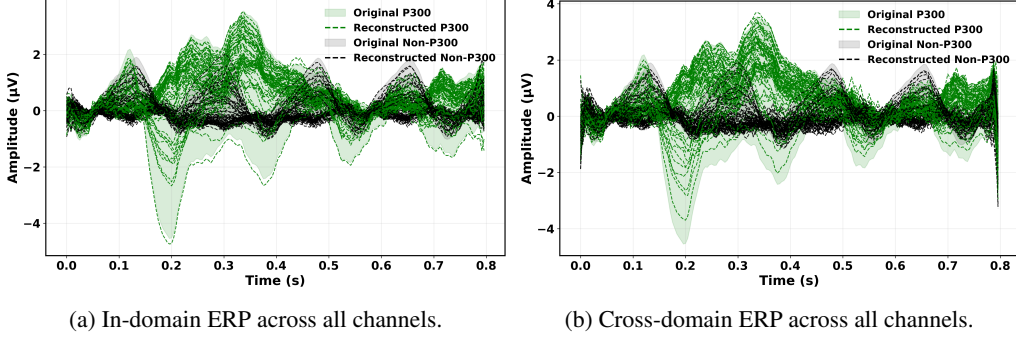 Original P300
Reconstructed P300
Original Non-P300
Reconstructed Non-P300
Amplitude (μV)
2
0
−2
−4
0.0 0.1 0.2 0.3 0.4 0.5 0.6 0.7 0.8
Time (s)
(a) In-domain ERP across all channels.
Original P300
Reconstructed P300
Original Non-P300
Reconstructed Non-P300
Amplitude (μV)
4
2
0
−2
−4
0.0 0.1 0.2 0.3 0.4 0.5 0.6 0.7 0.8
Time (s)
(b) Cross-domain ERP across all channels.